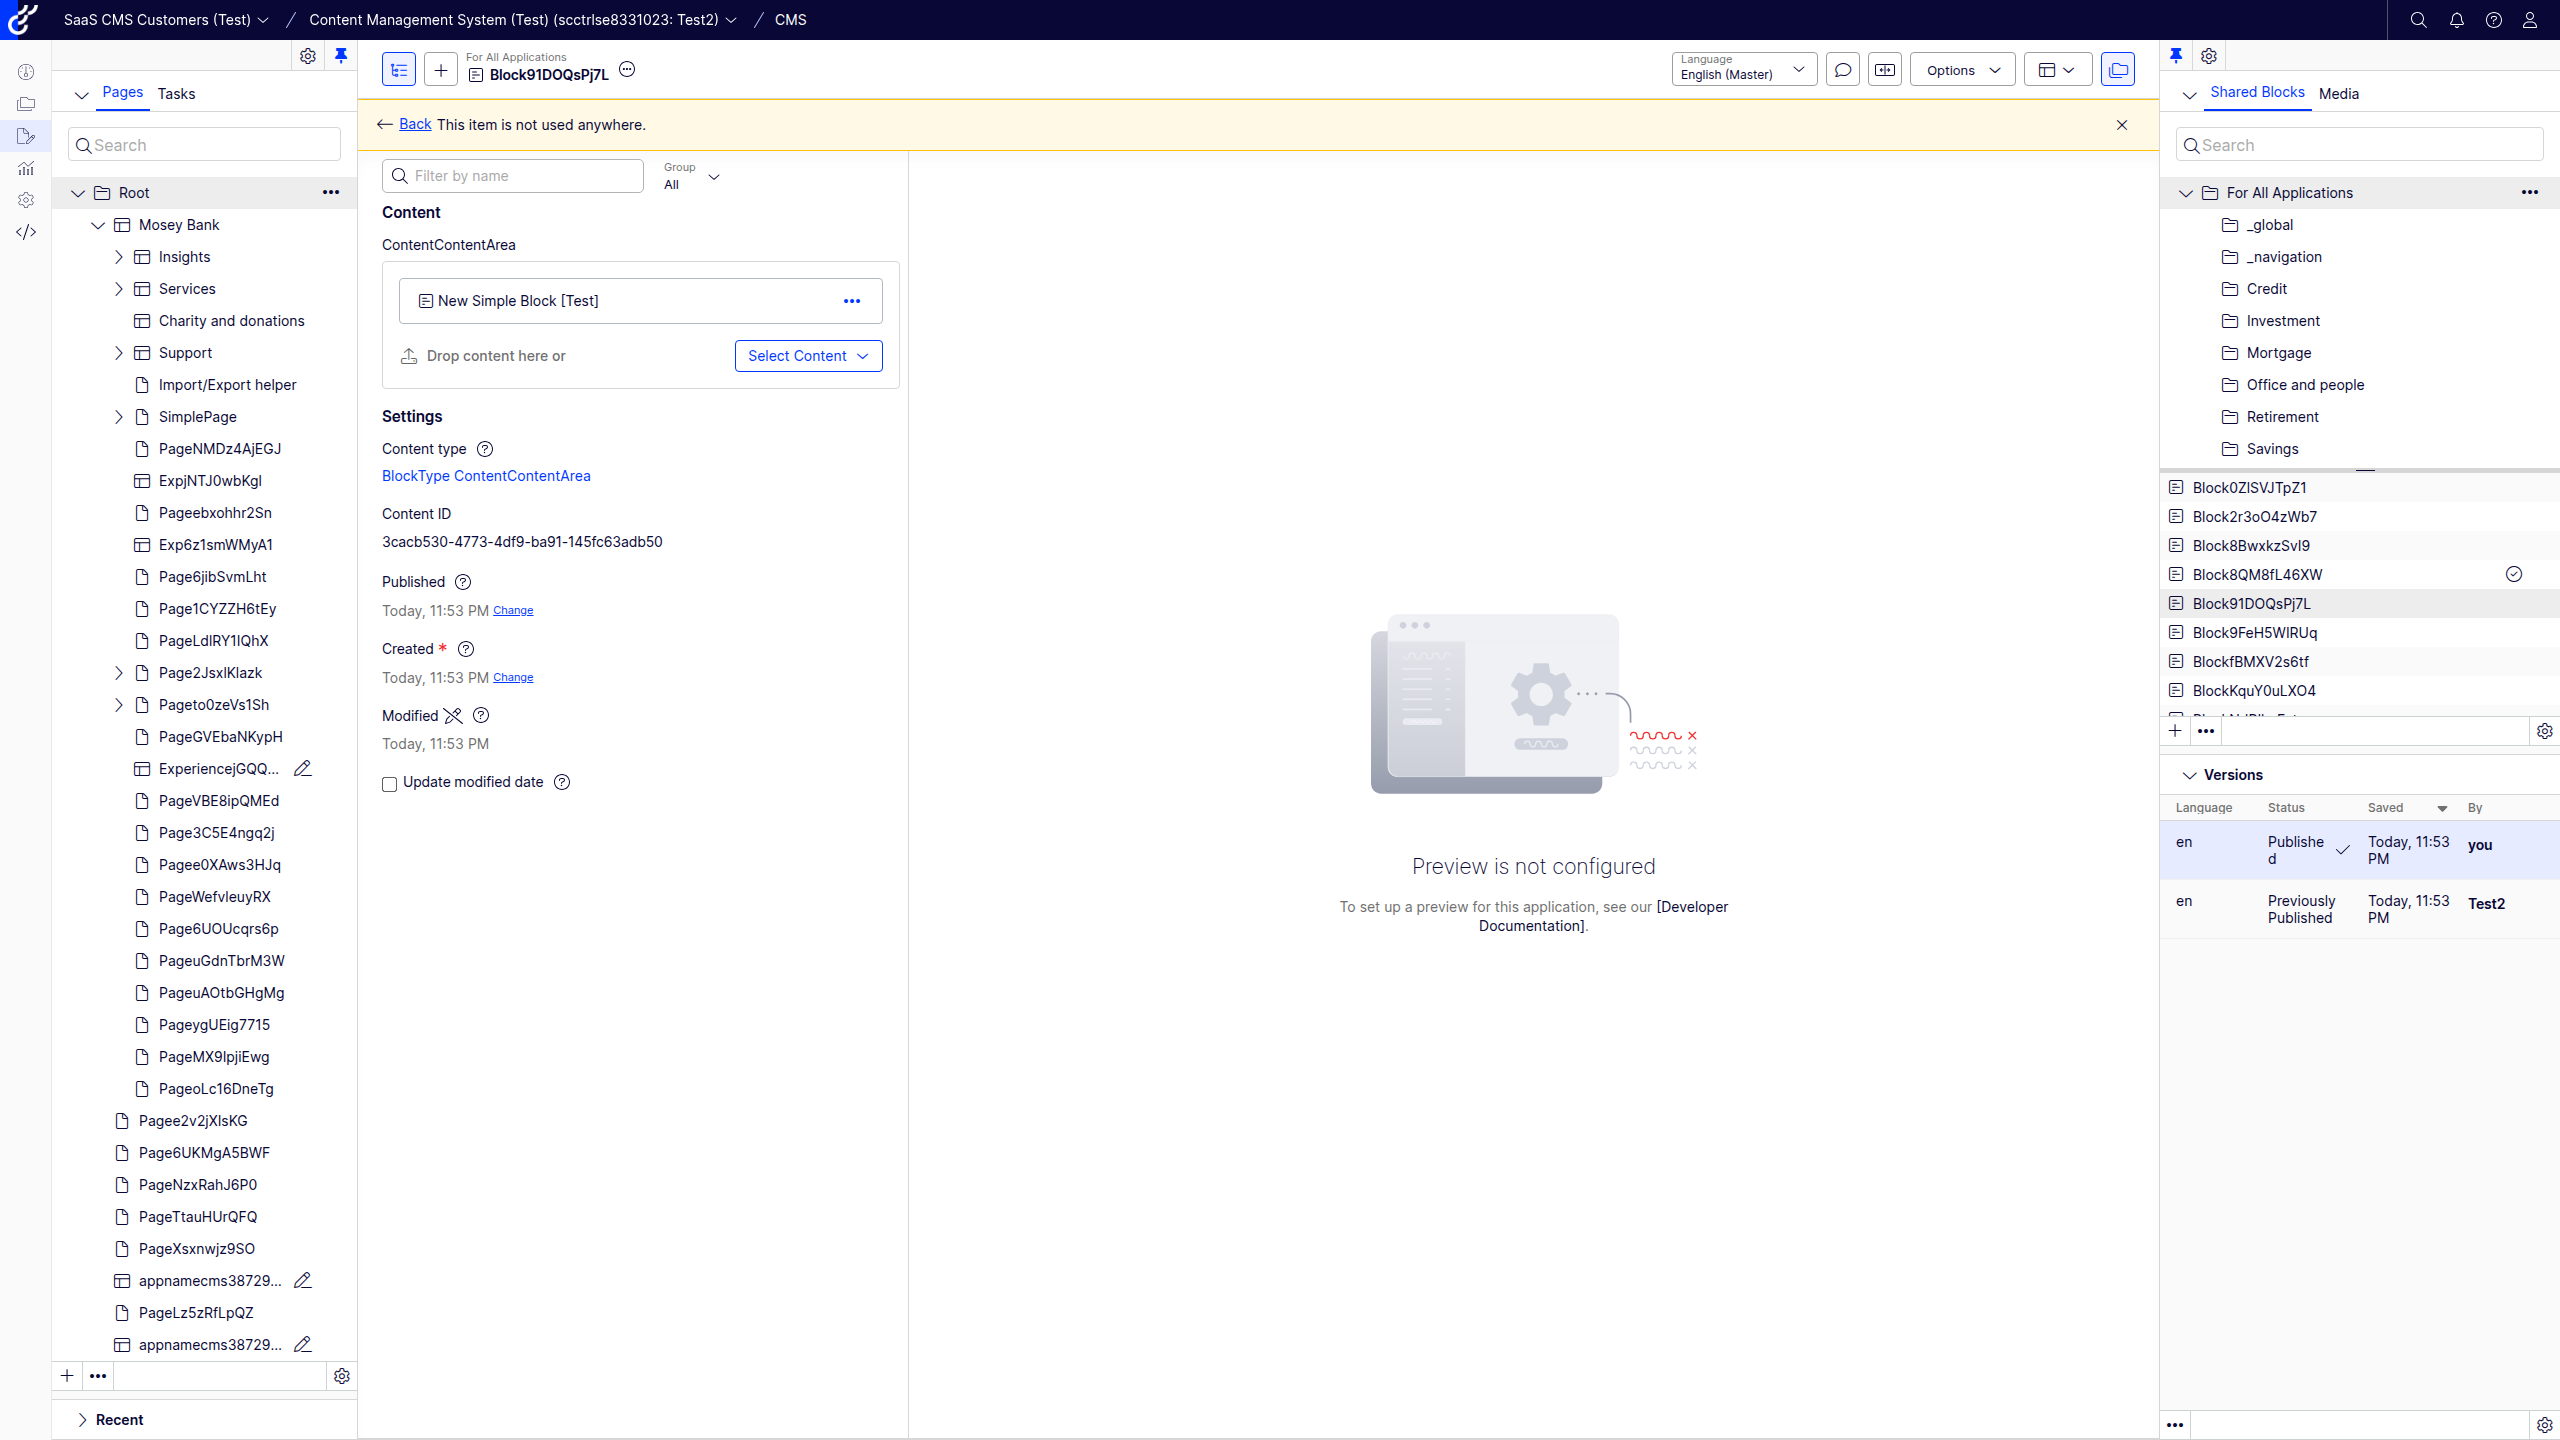 SaaS CMS Customers (Test)
Content Management System (Test) (scctrlse8331023: Test2)
CMS
Pages
Tasks
Search
Root
Mosey Bank
Insights
Services
Charity and donations
Support
Import/Export helper
SimplePage
PageNMDz4AjEGJ
ExpjNTJ0wbKgl
Pageebxohhr2Sn
Exp6z1smWMyA1
Page6jibSvmLht
Page1CYZZH6tEy
PageLdlRY1IQhX
Page2JsxlKlazk
Pageto0zeVs1Sh
PageGVEbaNKypH
ExperiencejGQQ...
PageVBE8ipQMEd
Page3C5E4ngq2j
Pagee0XAws3HJq
PageWefvleuyRX
Page6UOUcqrs6p
PageuGdnTbrM3W
PageuAOtbGHgMg
PageygUEig7715
PageMX9lpjiEwg
PageoLc16DneTg
Pagee2v2jXlsKG
Page6UKMgA5BWF
PageNzxRahJ6P0
PageTtauHUrQFQ
PageXsxnwjz9SO
appnamecms38729...
PageLz5zRfLpQZ
appnamecms38729...
Recent
For All Applications
Block91DOQsPj7L
Language
English (Master)
Options
Back This item is not used anywhere.
Filter by name
Group
All
Content
ContentContentArea
New Simple Block [Test]
Drop content here or
Select Content
Settings
Content type
BlockType ContentContentArea
Content ID
3cacb530-4773-4df9-ba91-145fc63adb50
Published
Today, 11:53 PM Change
Created *
Today, 11:53 PM Change
Modified
Today, 11:53 PM
Update modified date
Preview is not configured
To set up a preview for this application, see our [Developer
Documentation].
Shared Blocks
Media
Search
For All Applications
_global
_navigation
Credit
Investment
Mortgage
Office and people
Retirement
Savings
Block0ZlSVJTpZ1
Block2r3oO4zWb7
Block8BwxkzSvl9
Block8QM8fL46XW
Block91DOQsPj7L
Block9FeH5WlRUq
BlockfBMXV2s6tf
BlockKquY0uLXO4
Versions
Language Status Saved By
en Publishe Today, 11:53 you
d PM
en Previously Today, 11:53 Test2
Published PM